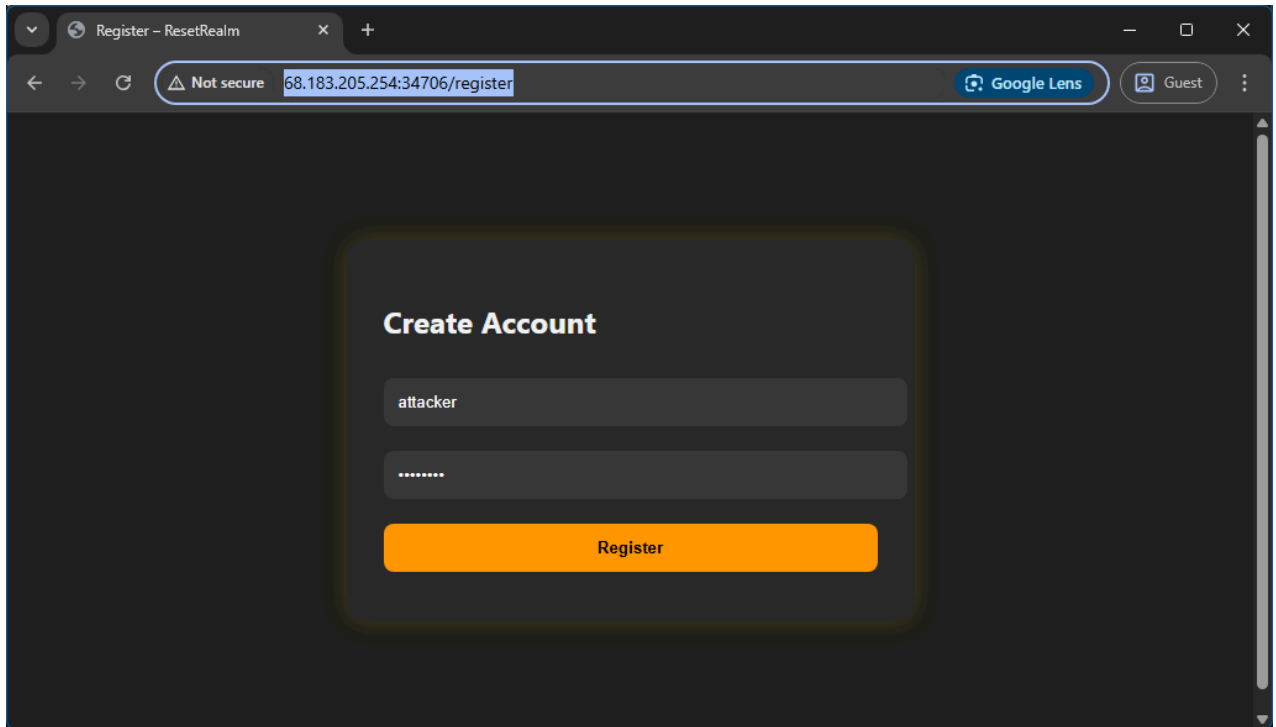 Register – ResetRealm
Not secure 68.183.205.254:34706/register Google Lens Guest
Create Account
attacker
••••••••
Register